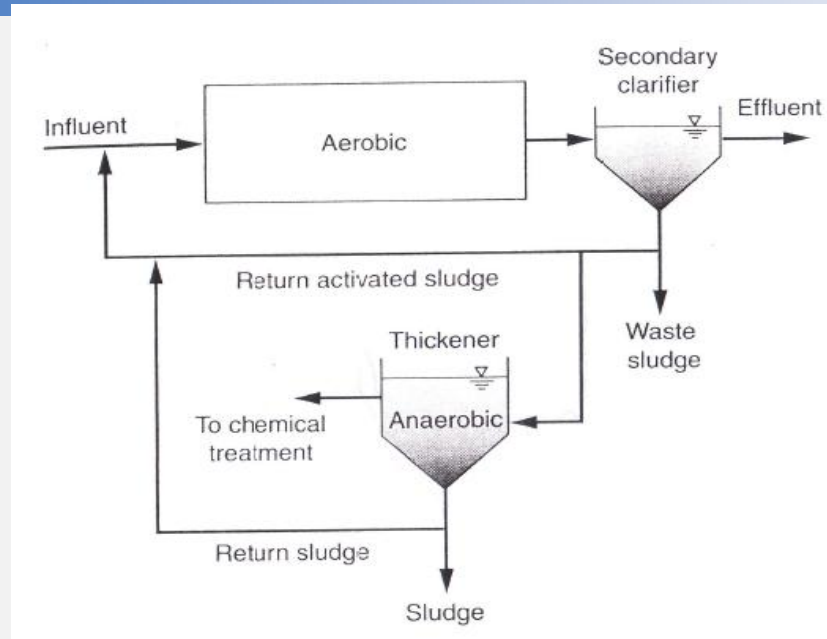 Secondary
clarifier
Effluent
Influent
Aerobic
Return activated sludge
Waste
sludge
Thickener
Anaerobic
To chemical
treatment
Return sludge
Sludge